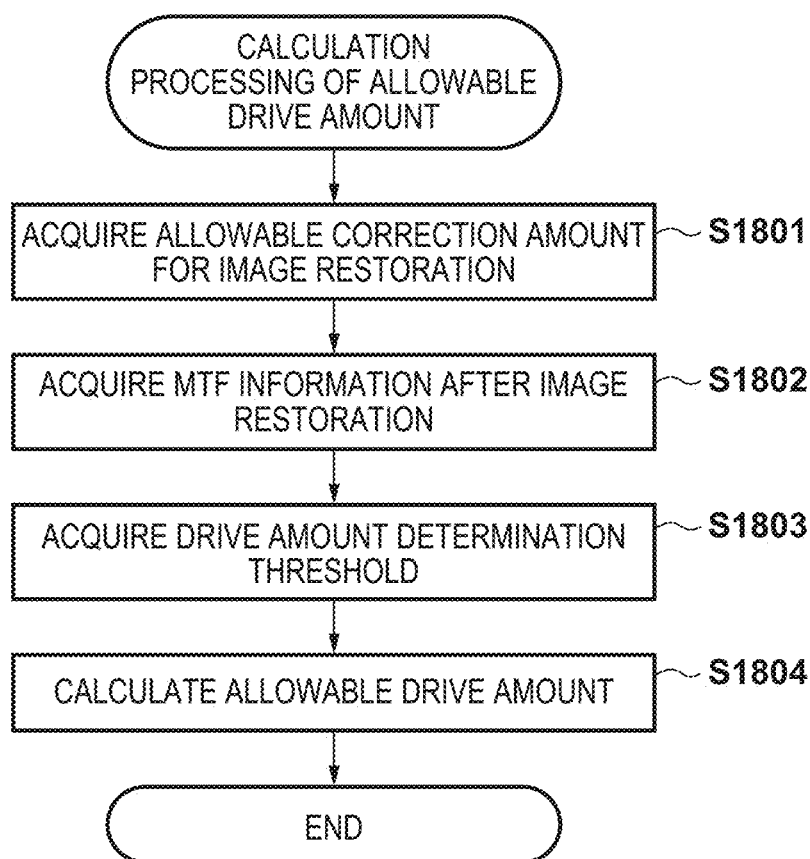 CALCULATION
PROCESSING OF ALLOWABLE
DRIVE AMOUNT
ACQUIRE ALLOWABLE CORRECTION AMOUNT
FOR IMAGE RESTORATION
S1801
ACQUIRE MTF INFORMATION AFTER IMAGE
RESTORATION
S1802
ACQUIRE DRIVE AMOUNT DETERMINATION
THRESHOLD
S1803
CALCULATE ALLOWABLE DRIVE AMOUNT
S1804
END